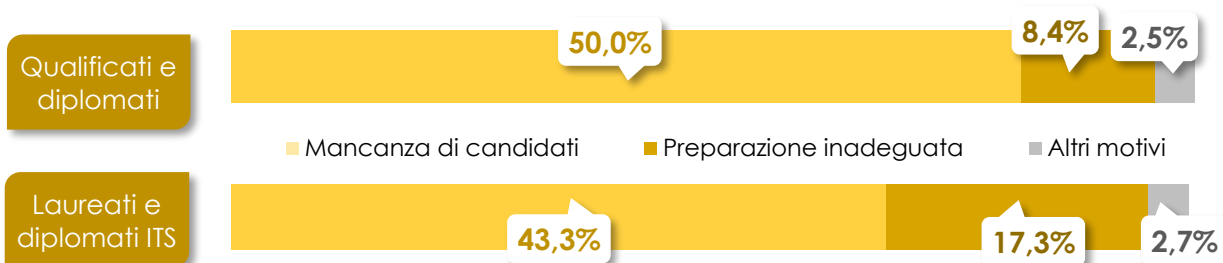 Qualificati e
diplomati
50,0%
8,4%
2,5%
Mancanza di candidati
Preparazione inadeguata
Altri motivi
Laureati e
diplomati ITS
43,3%
17,3%
2,7%